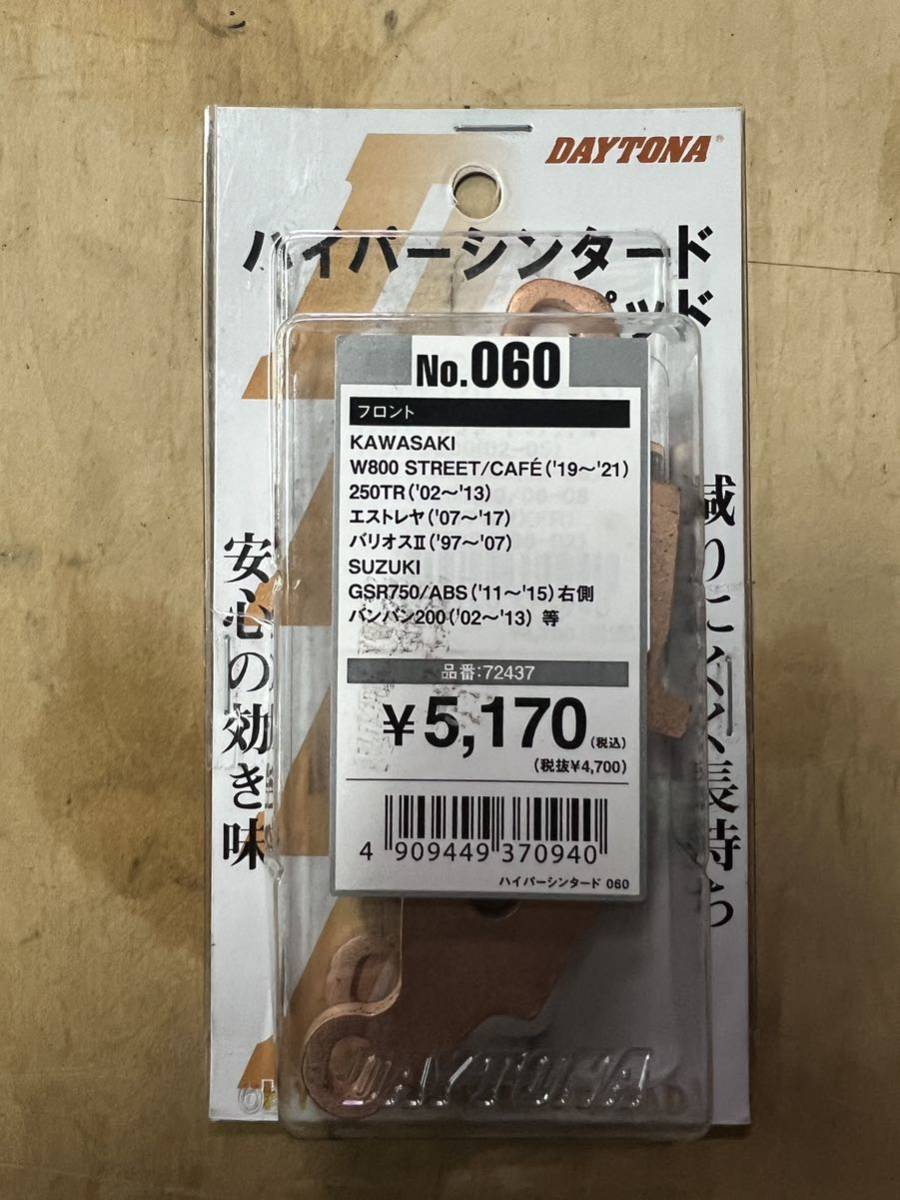 DAYTONA®
ハイパーシンタード
パッド
No.060
フロント
KAWASAKI
W800 STREET/CAFÉ('19～'21)
250TR('02～'13)
エストレヤ('07～'17)
バリオスⅡ('97～'07)
SUZUKI
GSR750/ABS('11～'15)右側
バンバン200('02～'13) 等
品番:72437
¥5,170(税込)
(税抜¥4,700)
4 909449 370940
ハイパーシンタード 060
減りにくく長持ち
安心の効き味
DAYTONA